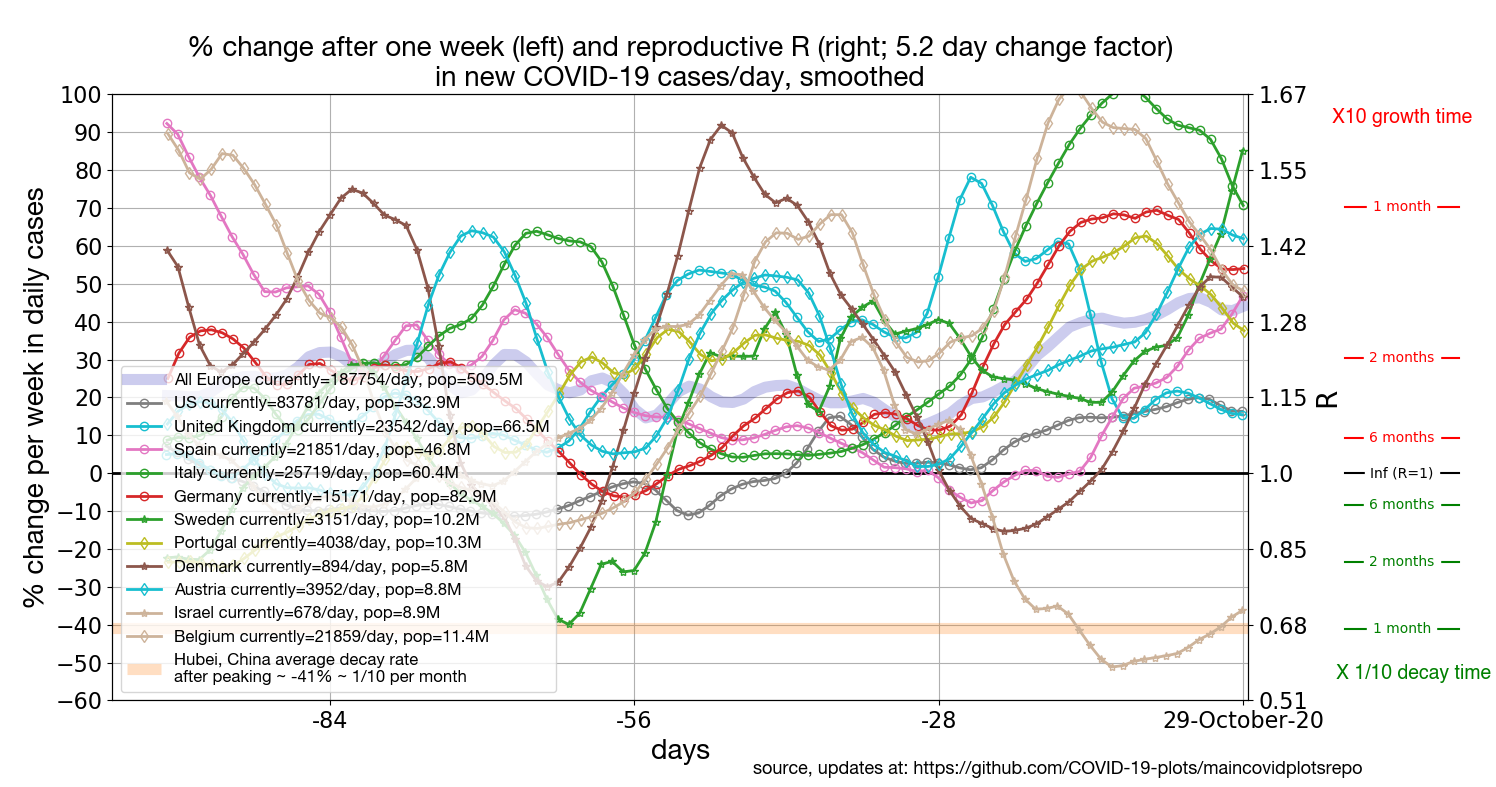 % change after one week (left) and reproductive R (right; 5.2 day change factor)
in new COVID-19 cases/day, smoothed
% change per week in daily cases
100
90
80
70
60
50
40
30
20
10
0
−10
−20
−30
−40
−50
−60
All Europe currently=187754/day, pop=509.5M
US currently=83781/day, pop=332.9M
United Kingdom currently=23542/day, pop=66.5M
Spain currently=21851/day, pop=46.8M
Italy currently=25719/day, pop=60.4M
Germany currently=15171/day, pop=82.9M
Sweden currently=3151/day, pop=10.2M
Portugal currently=4038/day, pop=10.3M
Denmark currently=894/day, pop=5.8M
Austria currently=3952/day, pop=8.8M
Israel currently=678/day, pop=8.9M
Belgium currently=21859/day, pop=11.4M
Hubei, China average decay rate
after peaking ~ -41% ~ 1/10 per month
-84
-56
-28
29-October-20
days
1.67
1.55
1.42
1.28
1.15
1.0
0.85
0.68
0.51
R
X10 growth time
1 month
2 months
6 months
Inf (R=1)
6 months
2 months
1 month
X 1/10 decay time
source, updates at: https://github.com/COVID-19-plots/maincovidplotsrepo